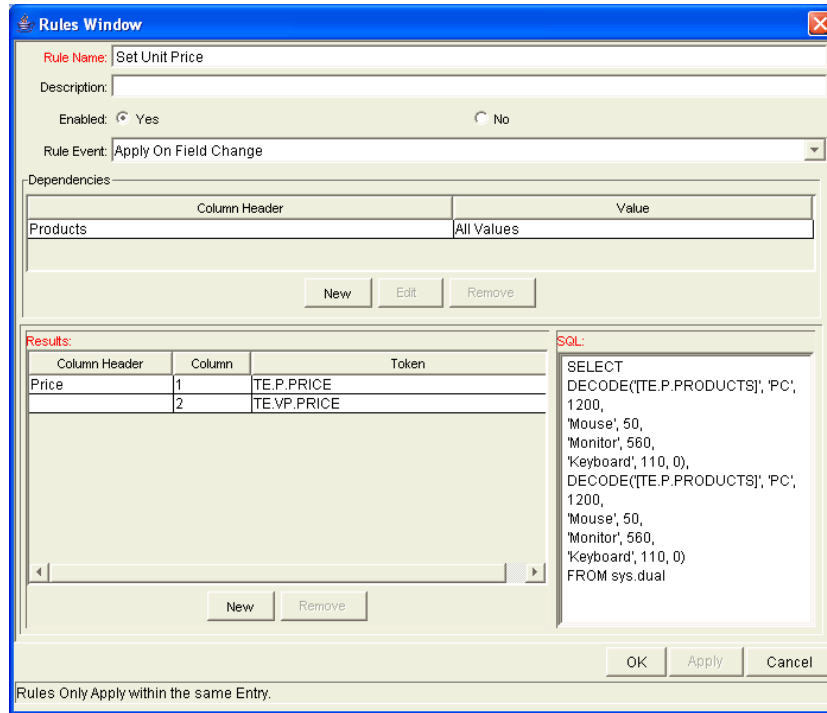 Rules Window
Rule Name: Set Unit Price
Description:
Enabled: Yes No
Rule Event: Apply On Field Change
Dependencies
Column Header Value
Products All Values
New Edit Remove
Results:
Column Header Column Token
Price 1 TE.P.PRICE
2 TE.VP.PRICE
New Remove
SQL:
SELECT
DECODE('[TE.P.PRODUCTS]', 'PC',
1200,
'Mouse', 50,
'Monitor', 560,
'Keyboard', 110, 0),
DECODE('[TE.P.PRODUCTS]', 'PC',
1200,
'Mouse', 50,
'Monitor', 560,
'Keyboard', 110, 0)
FROM sys.dual
OK Apply Cancel
Rules Only Apply within the same Entry.